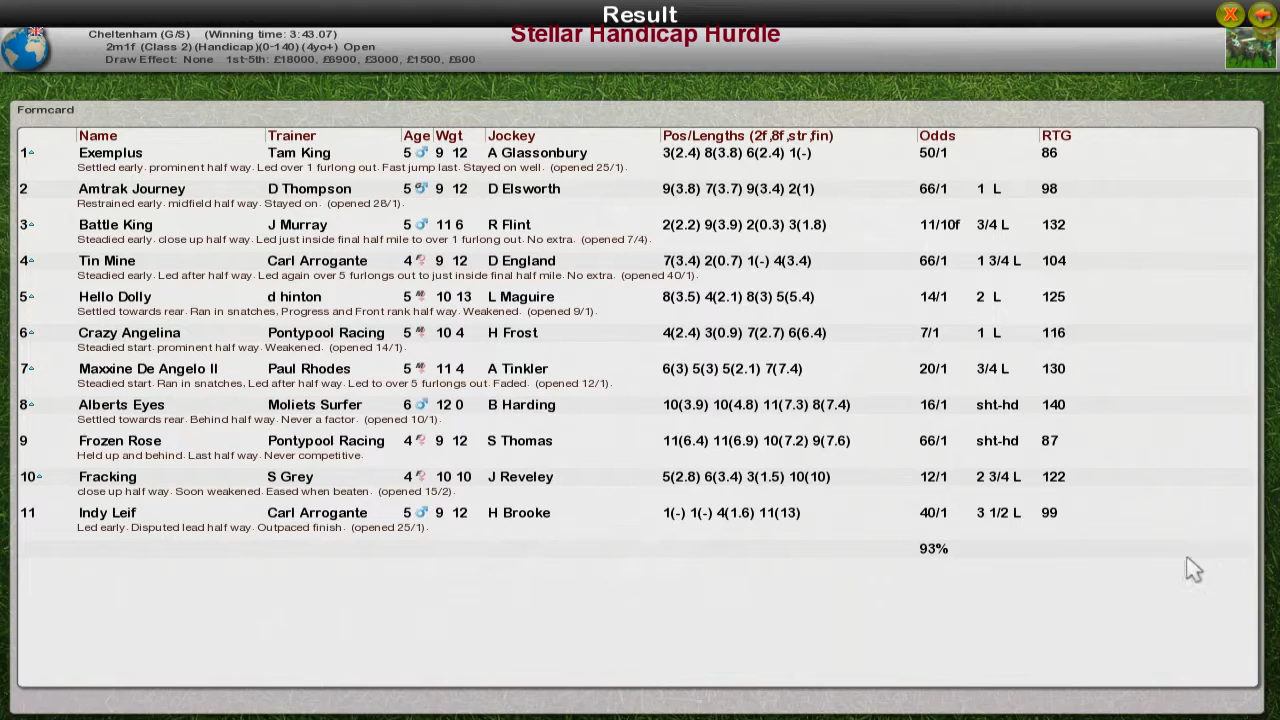 Result
Stellar Handicap Hurdle
Cheltenham (G/S) (Winning time: 3:43.07)
2m1f (Class 2) (Handicap)(0-140) (4yo+) Open
Draw Effect: None 1st-5th: £18000, £6900, £3000, £1500, £600
Formcard
Name Trainer Age Wgt Jockey Pos/Lengths (2f,8f,str,fin) Odds RTG
1 Exemplus Tam King 5 9 12 A Glassonbury 3(2.4) 8(3.8) 6(2.4) 1(-) 50/1 86
Settled early. prominent half way. Led over 1 furlong out. Fast jump last. Stayed on well. (opened 25/1).
2 Amtrak Journey D Thompson 5 9 12 D Elsworth 9(3.8) 7(3.7) 9(3.4) 2(1) 66/1 1 L 98
Restrained early. midfield half way. Stayed on. (opened 28/1).
3 Battle King J Murray 5 11 6 R Flint 2(2.2) 9(3.9) 2(0.3) 3(1.8) 11/10f 3/4 L 132
Steadied early. close up half way. Led just inside final half mile to over 1 furlong out. No extra. (opened 7/4).
4 Tin Mine Carl Arrogante 4 9 12 D England 7(3.4) 2(0.7) 1(-) 4(3.4) 66/1 1 3/4 L 104
Steadied early. Led after half way. Led again over 5 furlongs out to just inside final half mile. No extra. (opened 40/1).
5 Hello Dolly d hinton 5 10 13 L Maguire 8(3.5) 4(2.1) 8(3) 5(5.4) 14/1 2 L 125
Settled towards rear. Ran in snatches, Progress and Front rank half way. Weakened. (opened 9/1).
6 Crazy Angelina Pontypool Racing 5 10 4 H Frost 4(2.4) 3(0.9) 7(2.7) 6(6.4) 7/1 1 L 116
Steadied start. prominent half way. Weakened. (opened 14/1).
7 Maxxine De Angelo II Paul Rhodes 5 11 4 A Tinkler 6(3) 5(3) 5(2.1) 7(7.4) 20/1 3/4 L 130
Steadied start. Ran in snatches, Led after half way. Led to over 5 furlongs out. Faded. (opened 12/1).
8 Alberts Eyes Moliets Surfer 6 12 0 B Harding 10(3.9) 10(4.8) 11(7.3) 8(7.4) 16/1 sht-hd 140
Settled towards rear. Behind half way. Never a factor. (opened 10/1).
9 Frozen Rose Pontypool Racing 4 9 12 S Thomas 11(6.4) 11(6.9) 10(7.2) 9(7.6) 66/1 sht-hd 87
Held up and behind. Last half way. Never competitive.
10 Fracking S Grey 4 10 10 J Reveley 5(2.8) 6(3.4) 3(1.5) 10(10) 12/1 2 3/4 L 122
close up half way. Soon weakened. Eased when beaten. (opened 15/2).
11 Indy Leif Carl Arrogante 5 9 12 H Brooke 1(-) 1(-) 4(1.6) 11(13) 40/1 3 1/2 L 99
Led early. Disputed lead half way. Outpaced finish. (opened 25/1).
93%